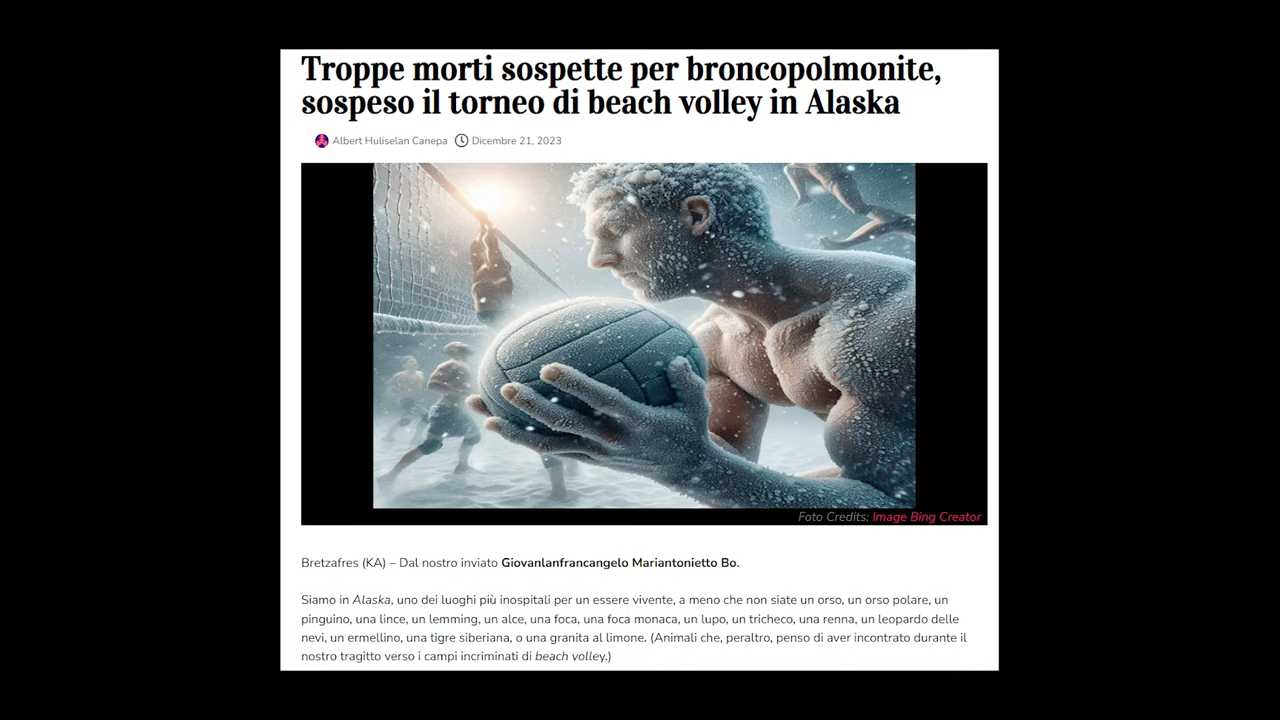 Troppe morti sospette per broncopolmonite,
sospeso il torneo di beach volley in Alaska
Albert Huliselan Canepa Dicembre 21, 2023
Foto Credits: Image Bing Creator
Bretzafres (KA) – Dal nostro inviato Giovanlanfrancangelo Mariantonietto Bo.
Siamo in Alaska, uno dei luoghi più inospitali per un essere vivente, a meno che non siate un orso, un orso polare, un
pinguino, una lince, un lemming, un alce, una foca, una foca monaca, un lupo, un tricheco, una renna, un leopardo delle
nevi, un ermellino, una tigre siberiana, o una granita al limone. (Animali che, peraltro, penso di aver incontrato durante il
nostro tragitto verso i campi incriminati di beach volley.)